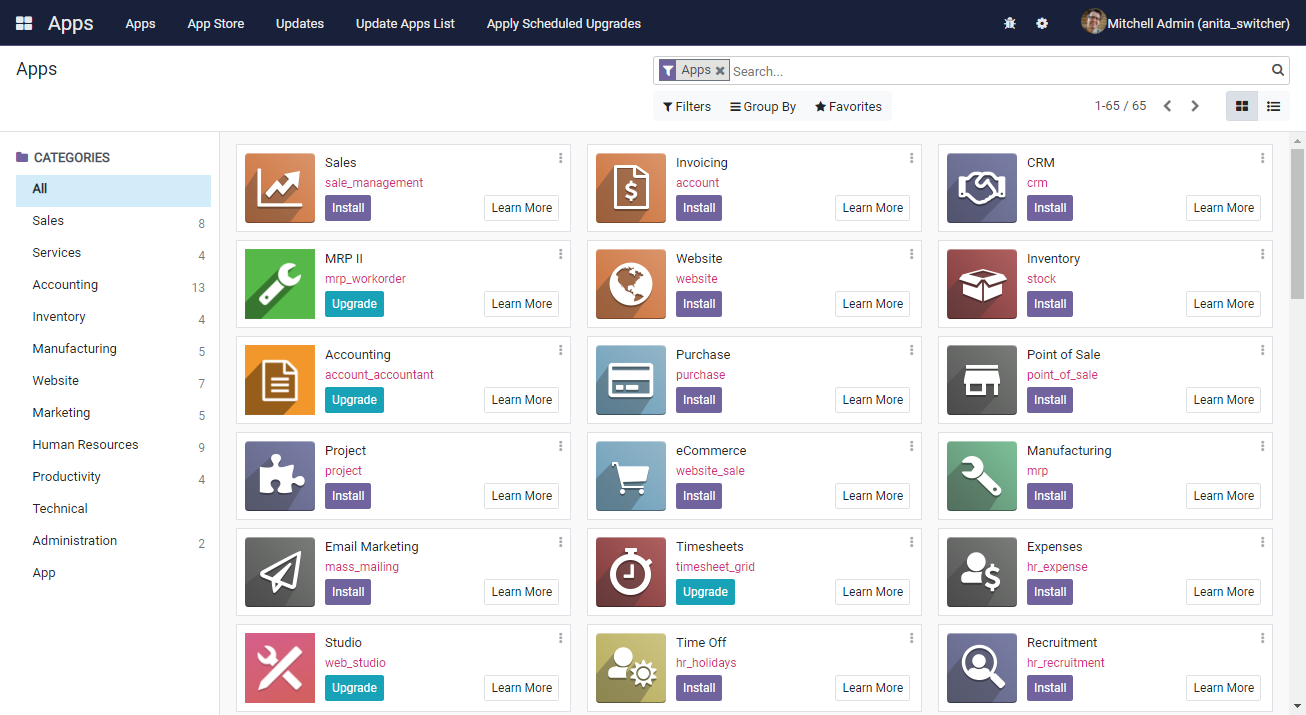 Apps Apps App Store Updates Update Apps List Apply Scheduled Upgrades Mitchell Admin (anita_switcher)
Apps
Apps Search...
Filters Group By Favorites 1-65 / 65
CATEGORIES
All
Sales 8
Services 4
Accounting 13
Inventory 4
Manufacturing 5
Website 7
Marketing 5
Human Resources 9
Productivity 4
Technical
Administration 2
App
Sales
sale_management
Install Learn More
Invoicing
account
Install Learn More
CRM
crm
Install Learn More
MRP II
mrp_workorder
Upgrade Learn More
Website
website
Install Learn More
Inventory
stock
Install Learn More
Accounting
account_accountant
Upgrade Learn More
Purchase
purchase
Install Learn More
Point of Sale
point_of_sale
Install Learn More
Project
project
Install Learn More
eCommerce
website_sale
Install Learn More
Manufacturing
mrp
Install Learn More
Email Marketing
mass_mailing
Install Learn More
Timesheets
timesheet_grid
Upgrade Learn More
Expenses
hr_expense
Install Learn More
Studio
web_studio
Upgrade Learn More
Time Off
hr_holidays
Install Learn More
Recruitment
hr_recruitment
Install Learn More